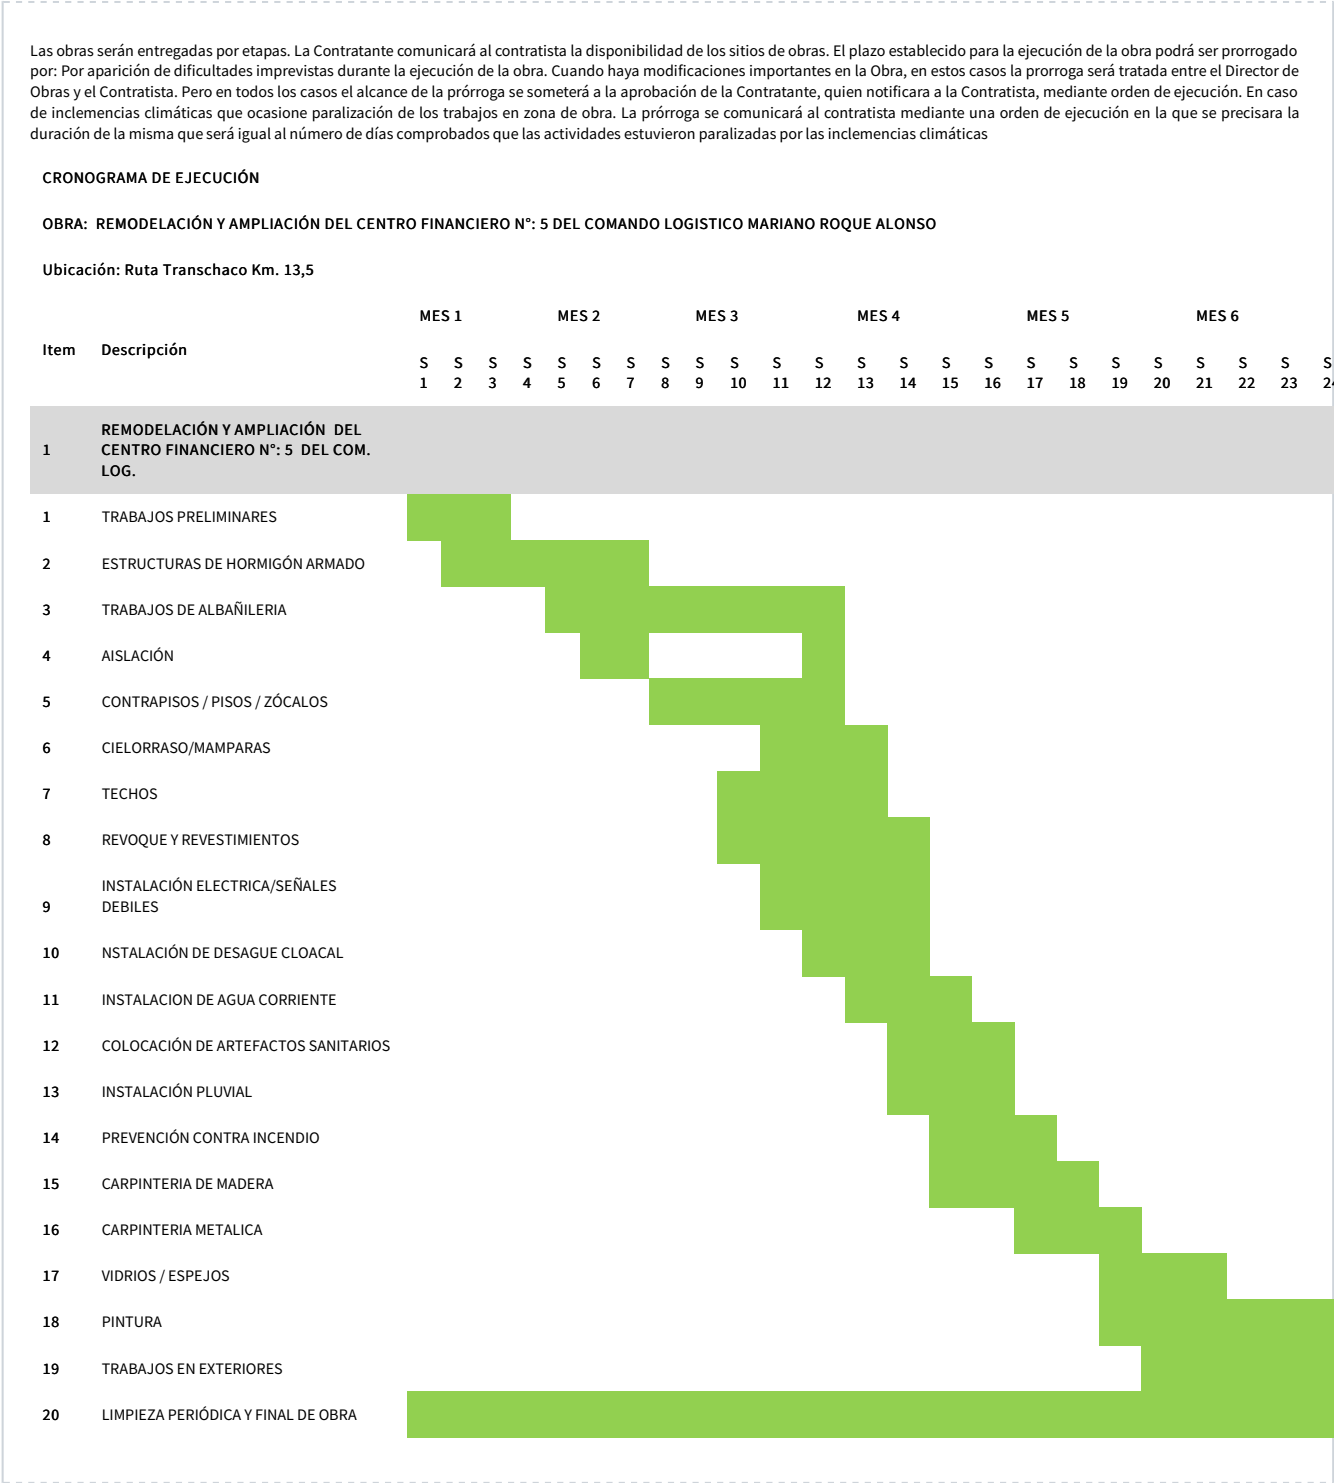 Las obras serán entregadas por etapas. La Contratante comunicará al contratista la disponibilidad de los sitios de obras. El plazo establecido para la ejecución de la obra podrá ser prorrogado
por: Por aparición de dificultades imprevistas durante la ejecución de la obra. Cuando haya modificaciones importantes en la Obra, en estos casos la prorroga será tratada entre el Director de
Obras y el Contratista. Pero en todos los casos el alcance de la prórroga se someterá a la aprobación de la Contratante, quien notificara a la Contratista, mediante orden de ejecución. En caso
de inclemencias climáticas que ocasione paralización de los trabajos en zona de obra. La prórroga se comunicará al contratista mediante una orden de ejecución en la que se precisara la
duración de la misma que será igual al número de días comprobados que las actividades estuvieron paralizadas por las inclemencias climáticas
CRONOGRAMA DE EJECUCIÓN
OBRA: REMODELACIÓN Y AMPLIACIÓN DEL CENTRO FINANCIERO N°: 5 DEL COMANDO LOGISTICO MARIANO ROQUE ALONSO
Ubicación: Ruta Transchaco Km. 13,5
MES 1 MES 2 MES 3 MES 4 MES 5 MES 6
Item Descripción
S S S S S S S S S S S S S S S S S S S S S S S S
1 2 3 4 5 6 7 8 9 10 11 12 13 14 15 16 17 18 19 20 21 22 23 24
REMODELACIÓN Y AMPLIACIÓN DEL
1 CENTRO FINANCIERO N°: 5 DEL COM.
LOG.
1 TRABAJOS PRELIMINARES
2 ESTRUCTURAS DE HORMIGÓN ARMADO
3 TRABAJOS DE ALBAÑILERIA
4 AISLACIÓN
5 CONTRAPISOS / PISOS / ZÓCALOS
6 CIELORRASO/MAMPARAS
7 TECHOS
8 REVOQUE Y REVESTIMIENTOS
INSTALACIÓN ELECTRICA/SEÑALES
9 DEBILES
10 NSTALACIÓN DE DESAGUE CLOACAL
11 INSTALACION DE AGUA CORRIENTE
12 COLOCACIÓN DE ARTEFACTOS SANITARIOS
13 INSTALACIÓN PLUVIAL
14 PREVENCIÓN CONTRA INCENDIO
15 CARPINTERIA DE MADERA
16 CARPINTERIA METALICA
17 VIDRIOS / ESPEJOS
18 PINTURA
19 TRABAJOS EN EXTERIORES
20 LIMPIEZA PERIÓDICA Y FINAL DE OBRA